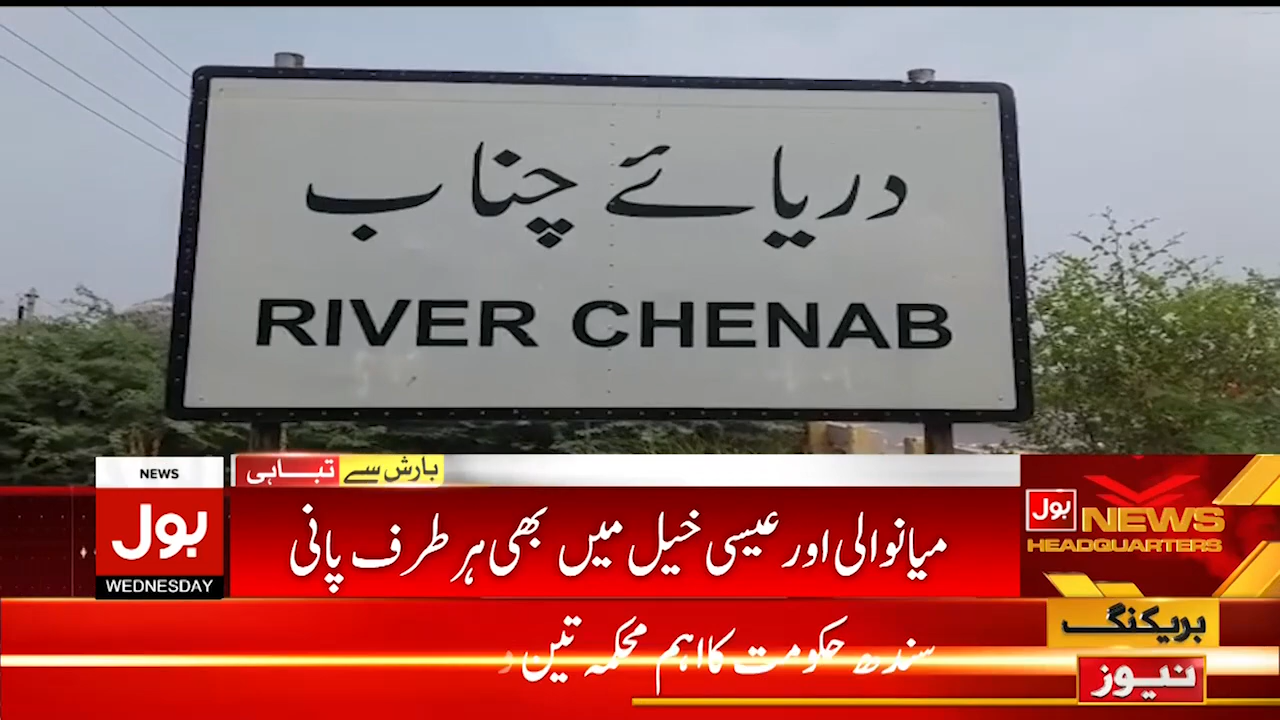 دریائے چناب
RIVER CHENAB
بارش سے تباہی
NEWS
بول
WEDNESDAY
میانوالی اور عیسی خیل میں بھی ہر طرف پانی
بول NEWS
HEADQUARTERS
بریکنگ
نیوز
سندھ حکومت کا اہم محکمہ تین